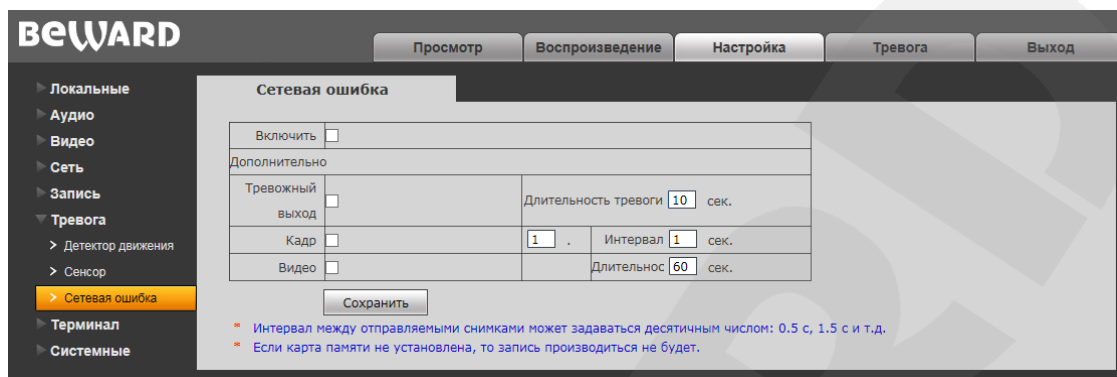 BEWARD
Просмотр Воспроизведение Настройка Тревога Выход
Локальные
Аудио
Видео
Сеть
Запись
Тревога
Детектор движения
Сенсор
Сетевая ошибка
Терминал
Системные
Сетевая ошибка
Включить
Дополнительно
Тревожный
выход
Длительность тревоги 10 сек.
Кадр 1 . Интервал 1 сек.
Видео Длительнос 60 сек.
Сохранить
* Интервал между отправляемыми снимками может задаваться десятичным числом: 0.5 с, 1.5 с и т.д.
* Если карта памяти не установлена, то запись производиться не будет.